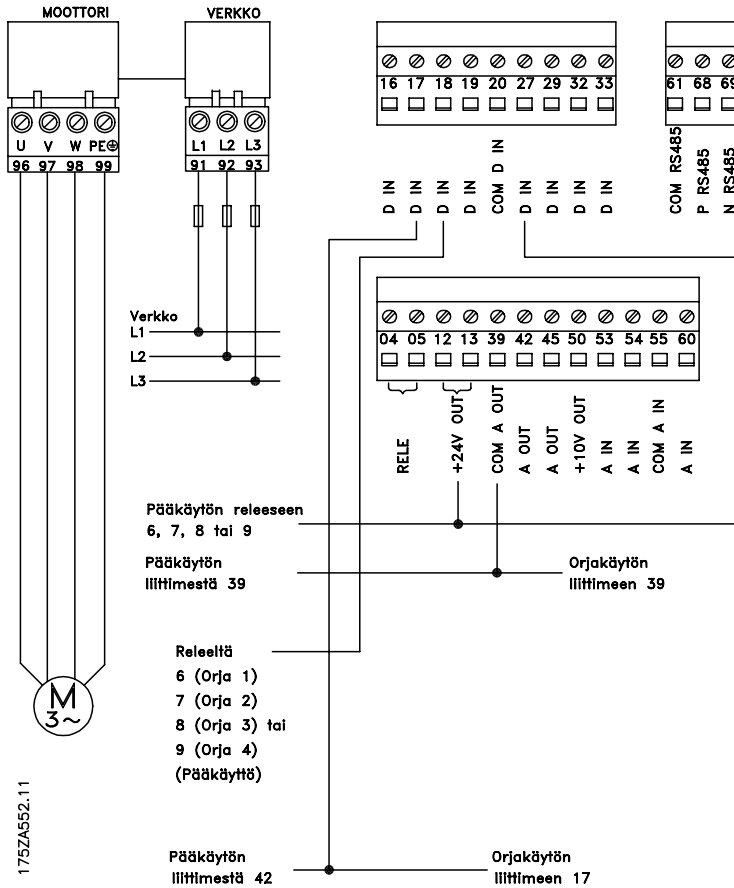 MOOTTORI
VERKKO
U V W PE
96 97 98 99
L1 L2 L3
91 92 93
16 17 18 19 20 27 29 32 33
D IN
D IN
D IN
D IN
COM D IN
D IN
D IN
D IN
D IN
61 68 69
COM RS485
P RS485
N RS485
Verkko
L1
L2
L3
04 05 12 13 39 42 45 50 53 54 55 60
RELE
+24V OUT
COM A OUT
A OUT
A OUT
+10V OUT
A IN
A IN
COM A IN
A IN
Pääkäytön releeseen
6, 7, 8 tai 9
Pääkäytön
liittimestä 39
Orjakäytön
liittimeen 39
Releeltä
6 (Orja 1)
7 (Orja 2)
8 (Orja 3) tai
9 (Orja 4)
(Pääkäyttö)
M
3~
175ZA552.11
Pääkäytön
liittimestä 42
Orjakäytön
liittimeen 17